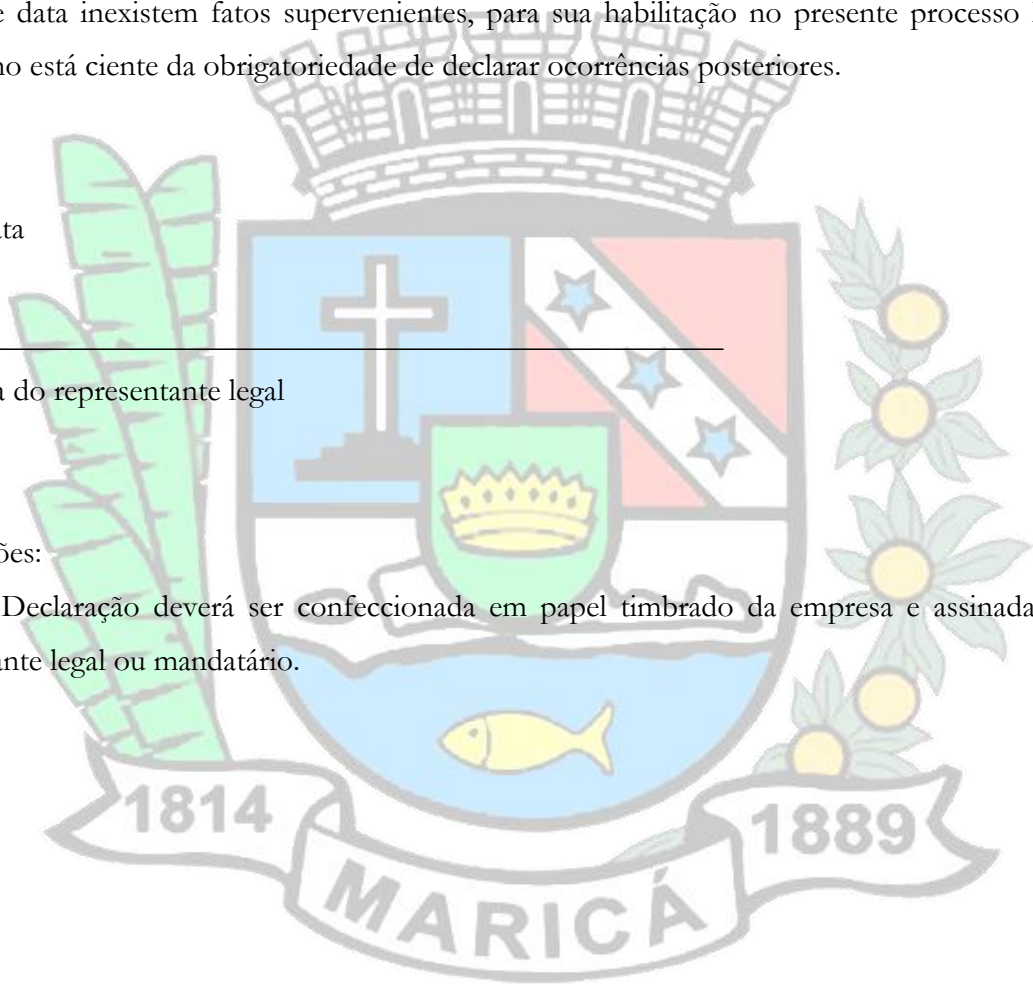 e data inexistem fatos supervenientes, para sua habilitação no presente processo
no está ciente da obrigatoriedade de declarar ocorrências posteriores.
ta
a do representante legal
ões:
Declaração deverá ser confeccionada em papel timbrado da empresa e assinada
ante legal ou mandatário.
1814
1889
MARICÁ